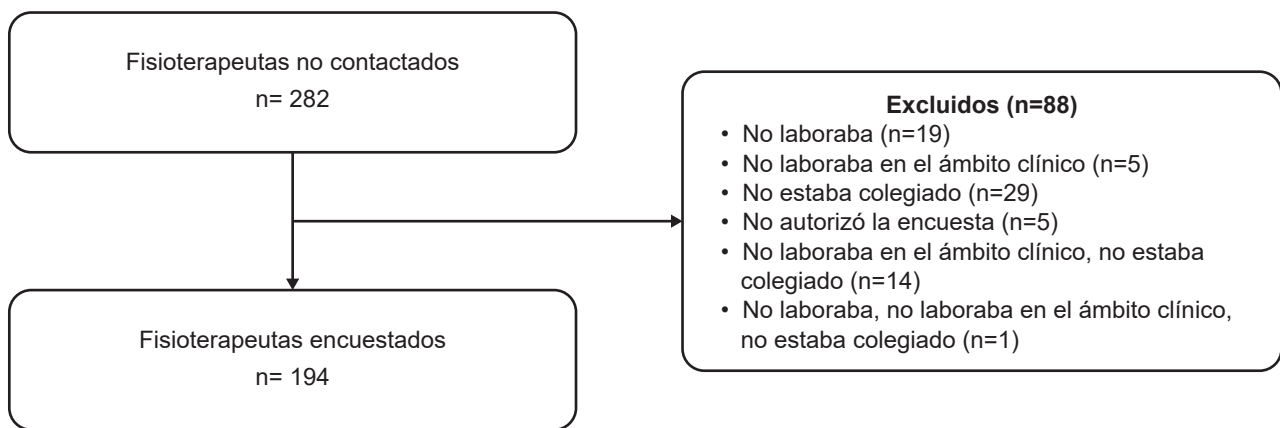 Fisioterapeutas no contactados
n= 282
Excluidos (n=88)
• No laboraba (n=19)
• No laboraba en el ámbito clínico (n=5)
• No estaba colegiado (n=29)
• No autorizó la encuesta (n=5)
• No laboraba en el ámbito clínico, no estaba
colegiado (n=14)
• No laboraba, no laboraba en el ámbito clínico,
no estaba colegiado (n=1)
Fisioterapeutas encuestados
n= 194